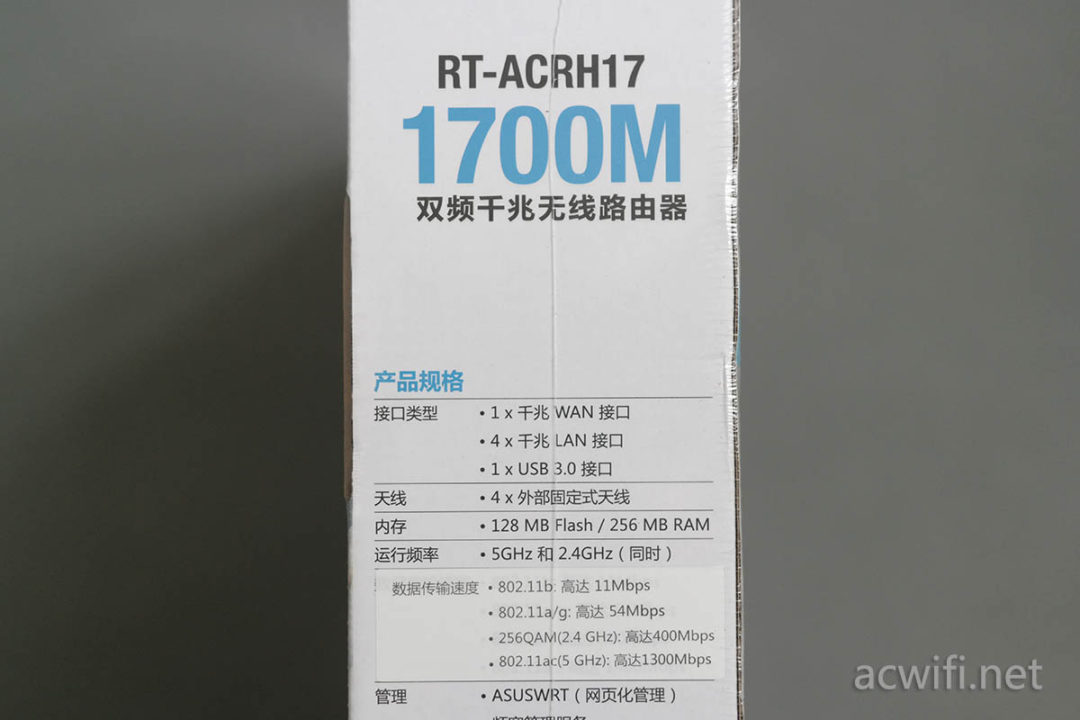 RT-ACRH17
1700M
双频千兆无线路由器
产品规格
接口类型 • 1 x 千兆 WAN 接口
• 4 x 千兆 LAN 接口
• 1 x USB 3.0 接口
天线 • 4 x 外部固定式天线
内存 • 128 MB Flash / 256 MB RAM
运行频率 • 5GHz 和 2.4GHz ( 同时 )
数据传输速度 • 802.11b: 高达 11Mbps
• 802.11a/g: 高达 54Mbps
• 256QAM(2.4 GHz): 高达400Mbps
• 802.11ac(5 GHz): 高达1300Mbps
管理 • ASUSWRT ( 网页化管理 )
acwifi.net